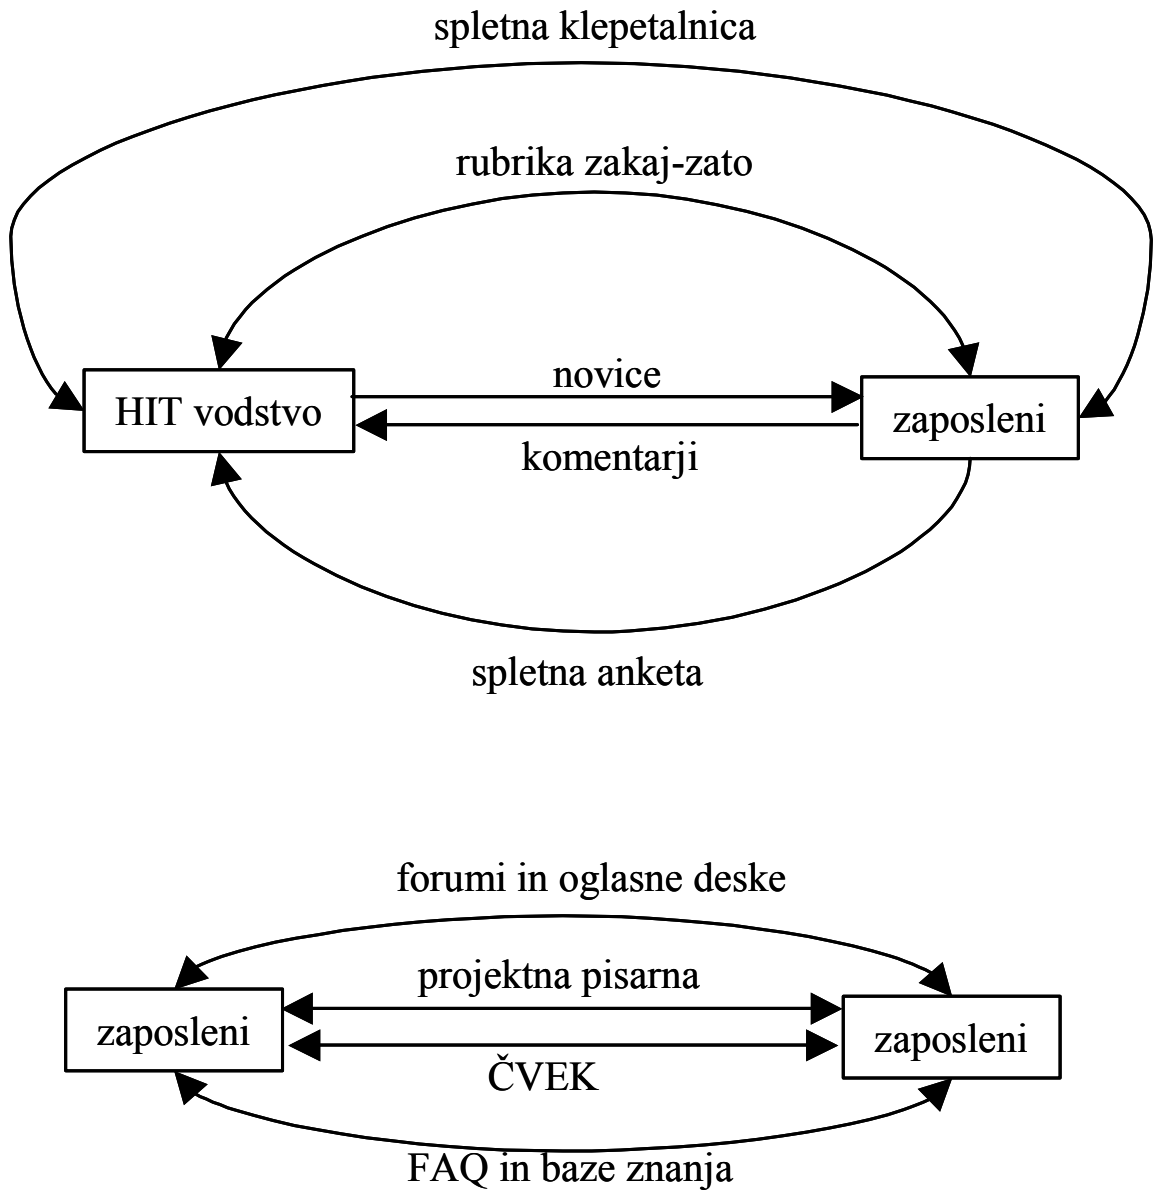 spletna klepetalnica
rubrika zakaj-zato
novice
HIT vodstvo
zaposleni
komentarji
spletna anketa
forumi in oglasne deske
projektna pisarna
zaposleni
zaposleni
ČVEK
FAQ in baze znanja